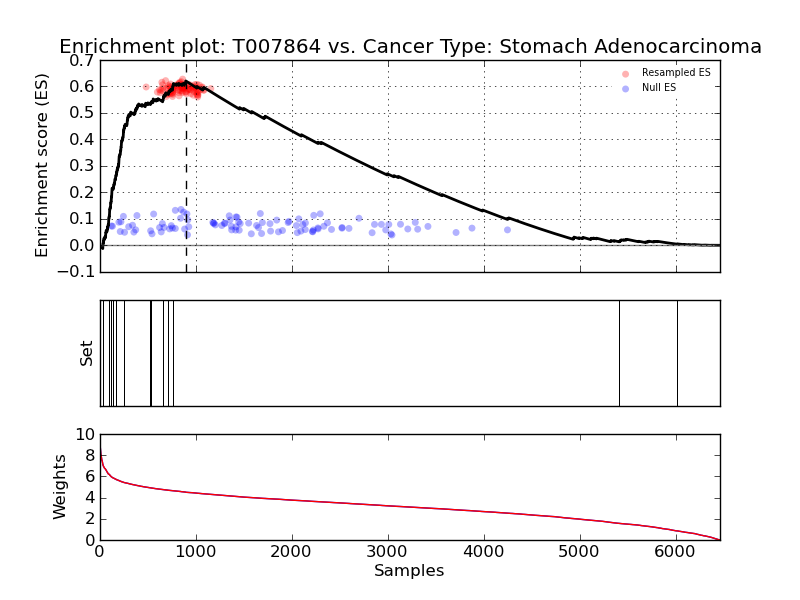 Enrichment plot: T007864 vs. Cancer Type: Stomach Adenocarcinoma
Enrichment score (ES)
0.7
0.6
0.5
0.4
0.3
0.2
0.1
0.0
−0.1
Resampled ES
Null ES
Set
Weights
10
8
6
4
2
0
0 1000 2000 3000 4000 5000 6000
Samples